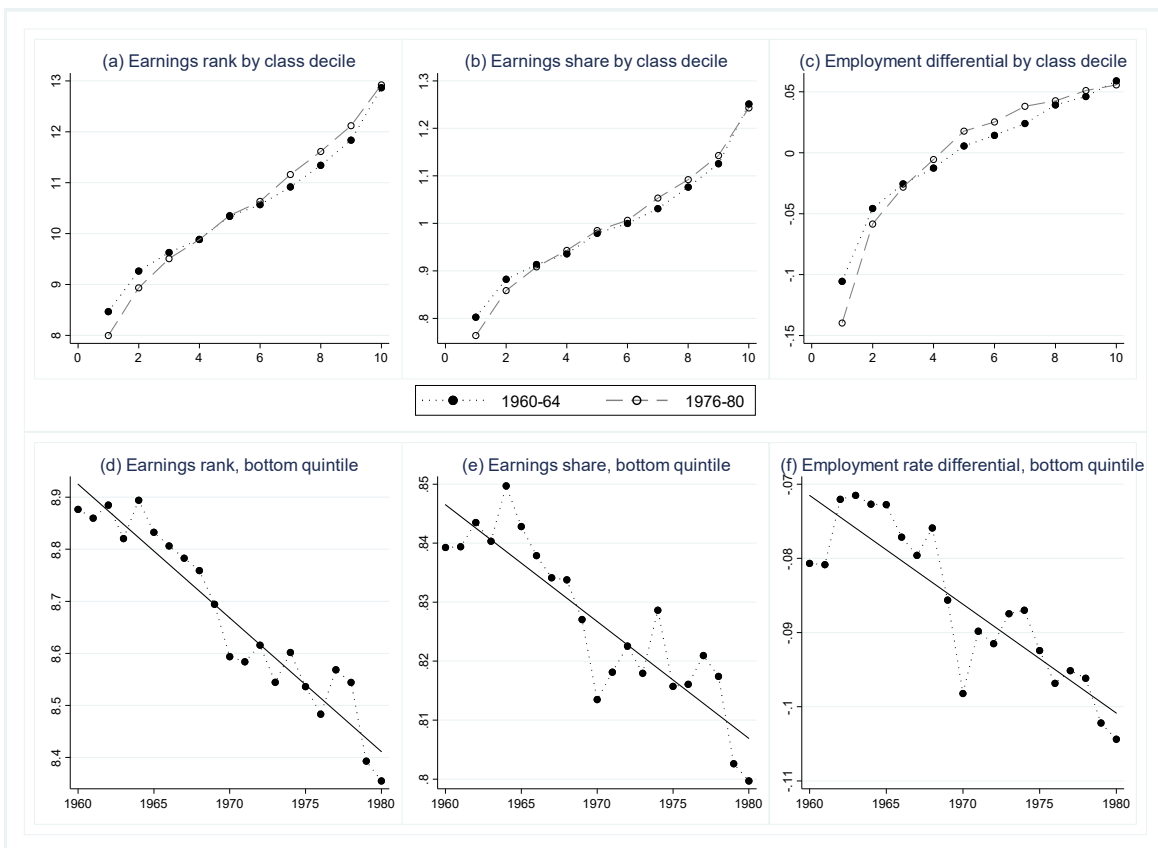 (a) Earnings rank by class decile
13
12
11
10
9
8
0 2 4 6 8 10
(b) Earnings share by class decile
1.3
1.2
1.1
1
.9
.8
0 2 4 6 8 10
(c) Employment differential by class decile
.05
0
-.05
-.1
-.15
0 2 4 6 8 10
1960-64 1976-80
(d) Earnings rank, bottom quintile
8.9
8.8
8.7
8.6
8.5
8.4
1960 1965 1970 1975 1980
(e) Earnings share, bottom quintile
.85
.84
.83
.82
.81
.8
1960 1965 1970 1975 1980
(f) Employment rate differential, bottom quintile
-.07
-.08
-.09
-.1
-.11
1960 1965 1970 1975 1980